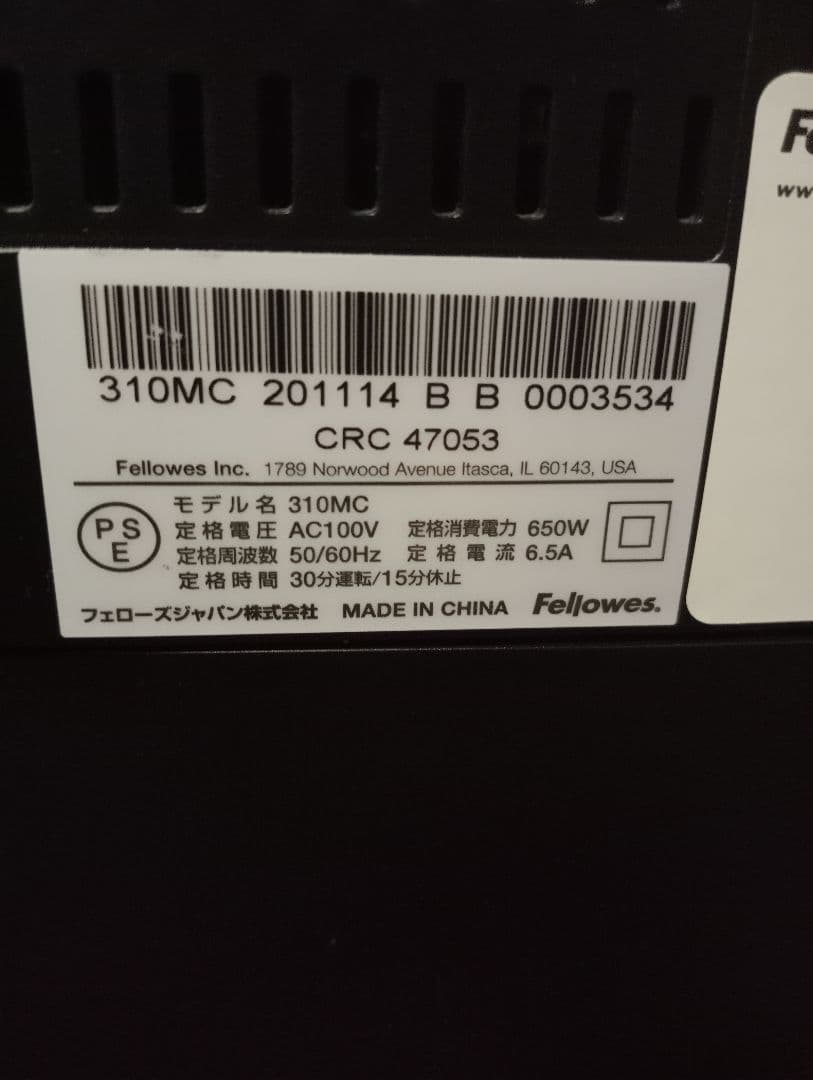 310MC 201114 B B 0003534
CRC 47053
Fellowes Inc. 1789 Norwood Avenue Itasca, IL 60143, USA
PS
E
モデル名 310MC
定格電圧 AC100V 定格消費電力 650W
定格周波数 50/60Hz 定格電流 6.5A
定格時間 30分運転/15分休止
フェローズジャパン株式会社 MADE IN CHINA Fellowes.